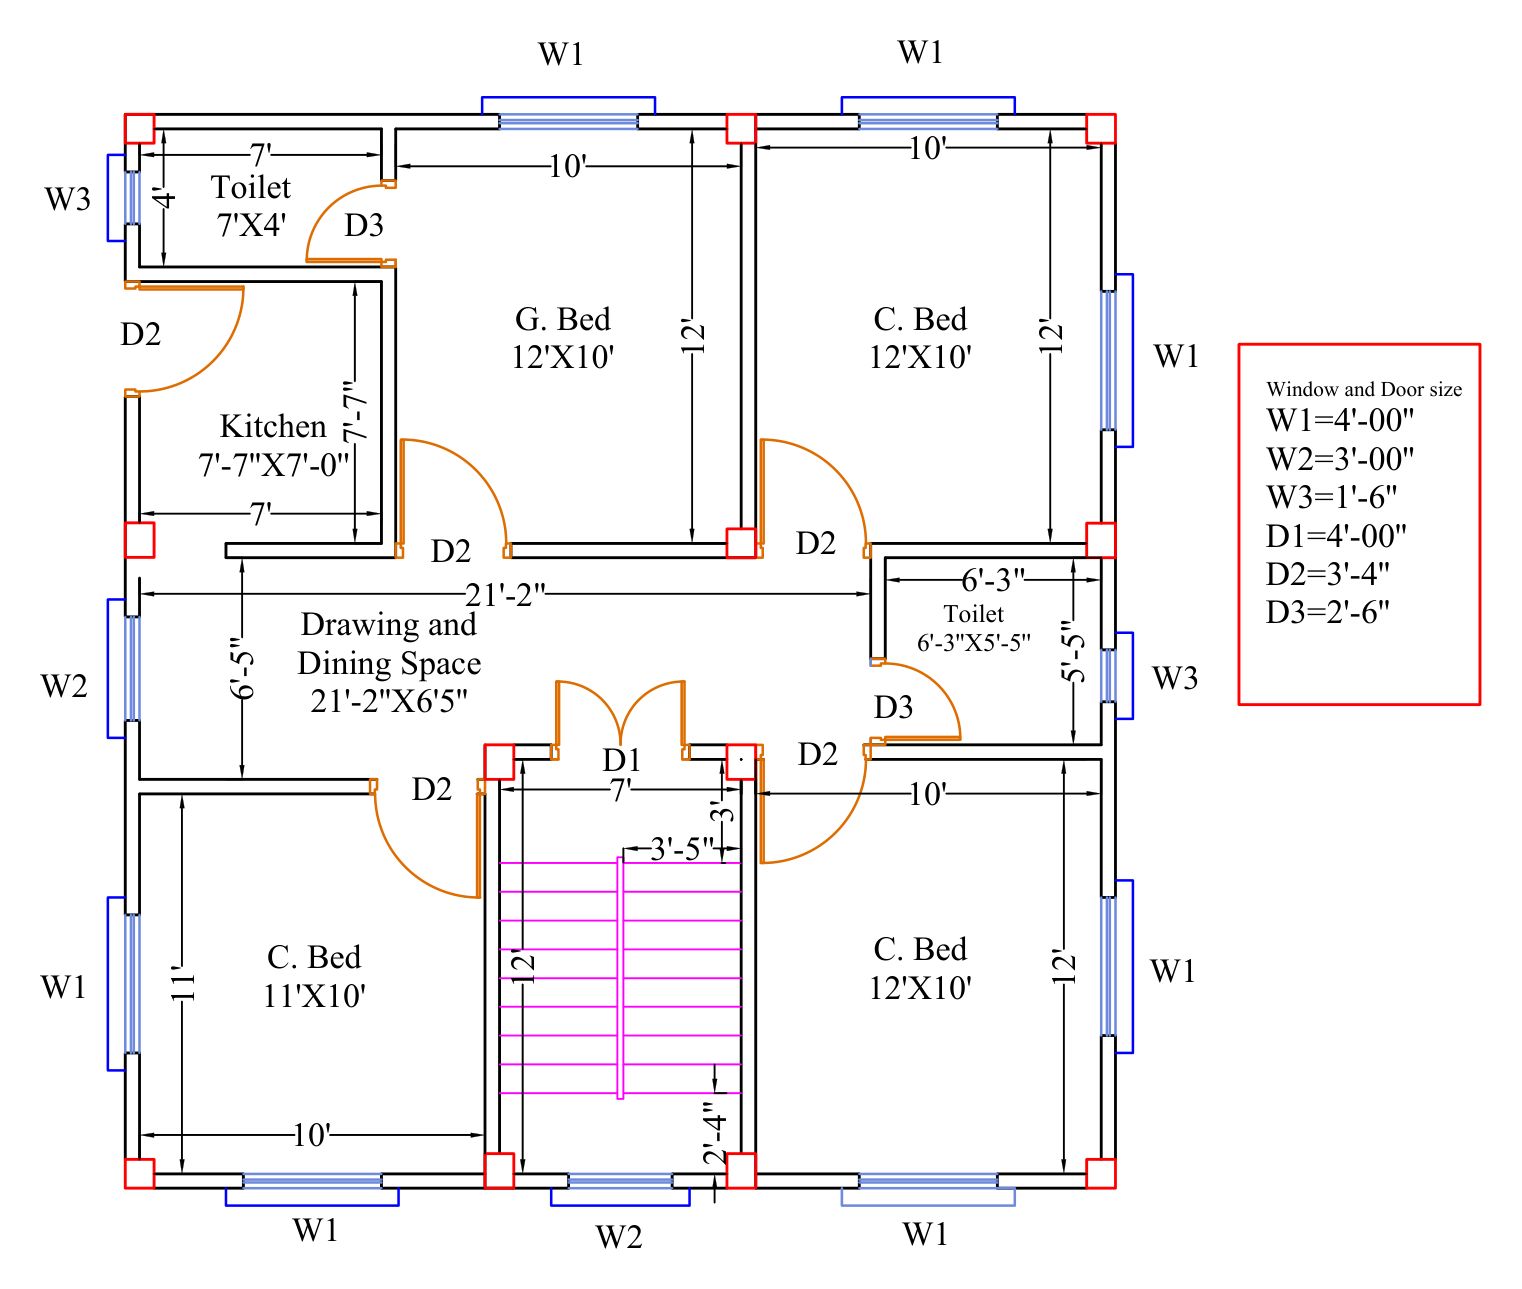 W1
W1
7'
10'
10'
Toilet
7'X4'
4'
W3
D3
D2
G. Bed
12'X10'
12'
C. Bed
12'X10'
12'
W1
Window and Door size
W1=4'-00"
W2=3'-00"
W3=1'-6"
D1=4'-00"
D2=3'-4"
D3=2'-6"
Kitchen
7'-7"X7'-0"
7'-7"
7'
D2
D2
21'-2"
6'-3"
Drawing and
Dining Space
21'-2"X6'5"
6'-5"
Toilet
6'-3"X5'-5"
5'-5"
W2
W3
D3
D1
D2
D2
7'
10'
3'
3'-5"
C. Bed
11'X10'
11'
12'
C. Bed
12'X10'
12'
W1
W1
10'
2'-4"
W1
W2
W1